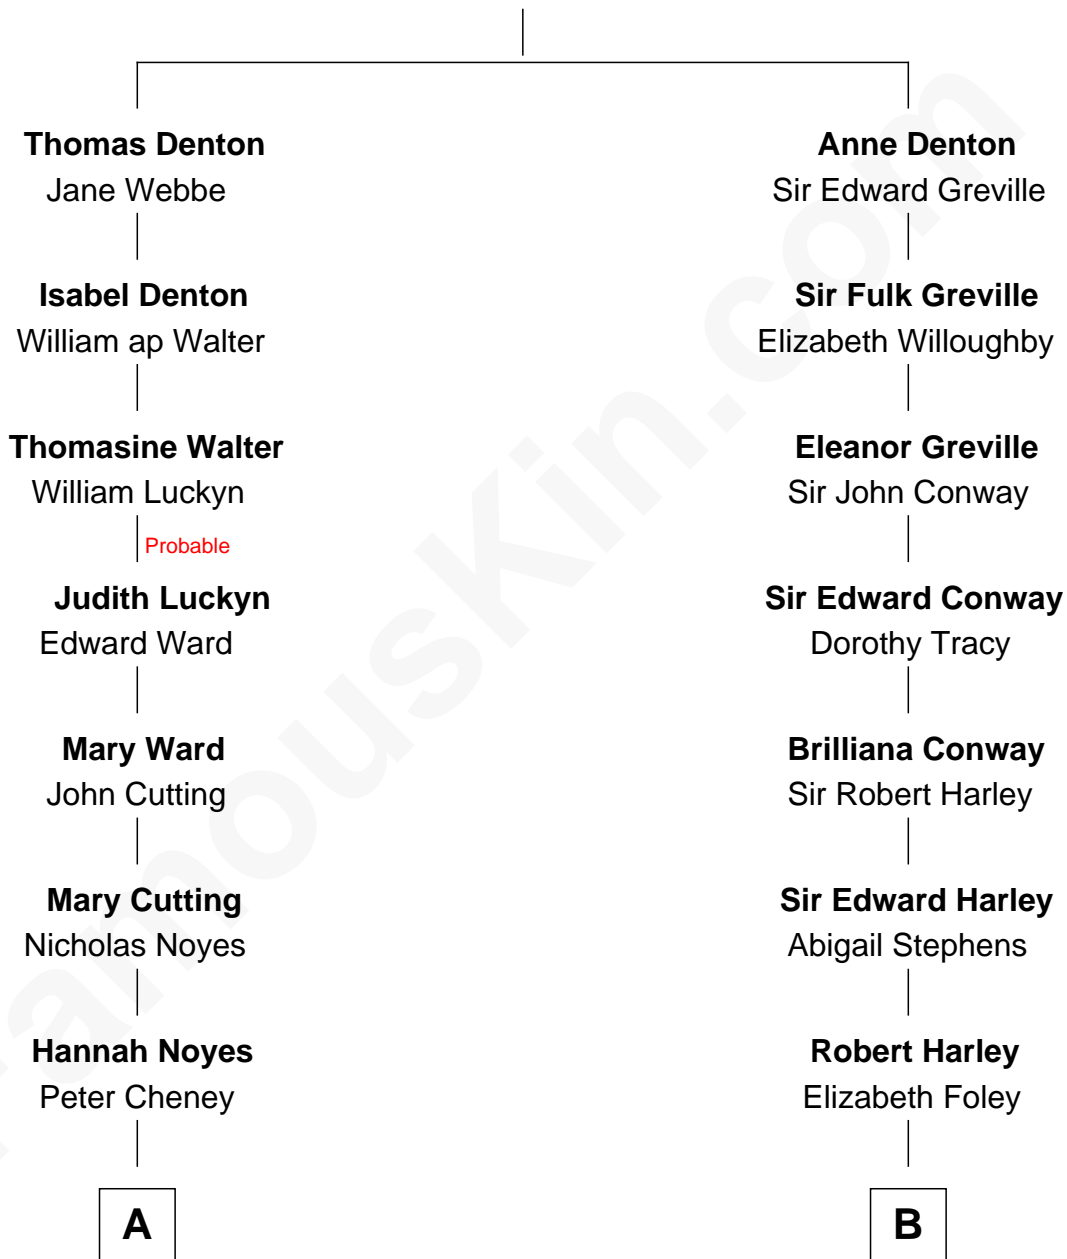 Thomas Denton
Jane Webbe
Isabel Denton
William ap Walter
Thomasine Walter
William Luckyn
Probable
Judith Luckyn
Edward Ward
Mary Ward
John Cutting
Mary Cutting
Nicholas Noyes
Hannah Noyes
Peter Cheney
A
Anne Denton
Sir Edward Greville
Sir Fulk Greville
Elizabeth Willoughby
Eleanor Greville
Sir John Conway
Sir Edward Conway
Dorothy Tracy
Brilliana Conway
Sir Robert Harley
Sir Edward Harley
Abigail Stephens
Robert Harley
Elizabeth Foley
B
FamousKin.com